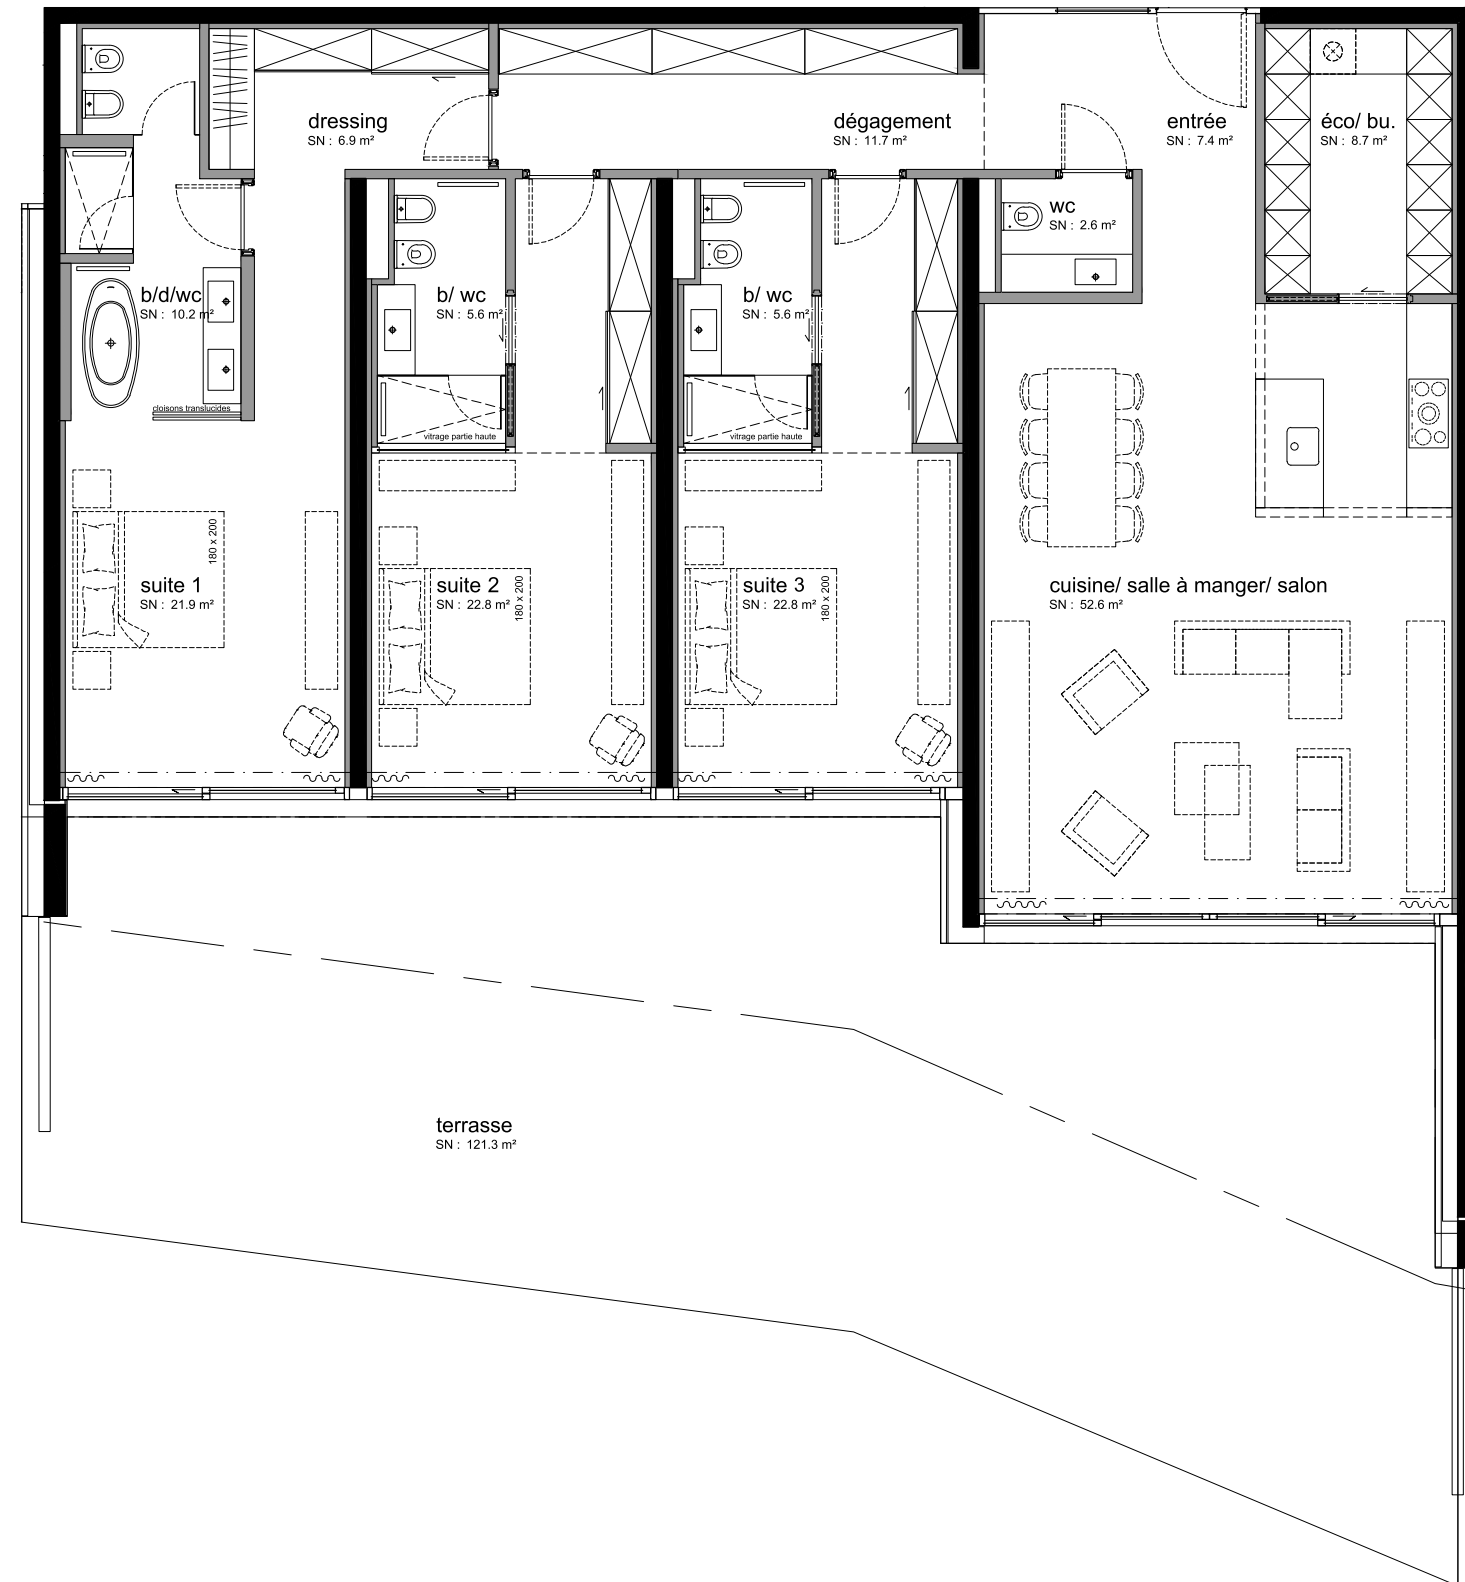 dressing
SN : 6.9 m²
dégagement
SN : 11.7 m²
entrée
SN : 7.4 m²
éco/ bu.
SN : 8.7 m²
wc
SN : 2.6 m²
b/d/wc
SN : 10.2 m²
b/ wc
SN : 5.6 m²
b/ wc
SN : 5.6 m²
cloisons translucides
vitrage partie haute
vitrage partie haute
180 x 200
suite 1
SN : 21.9 m²
180 x 200
suite 2
SN : 22.8 m²
180 x 200
suite 3
SN : 22.8 m²
cuisine/ salle à manger/ salon
SN : 52.6 m²
terrasse
SN : 121.3 m²